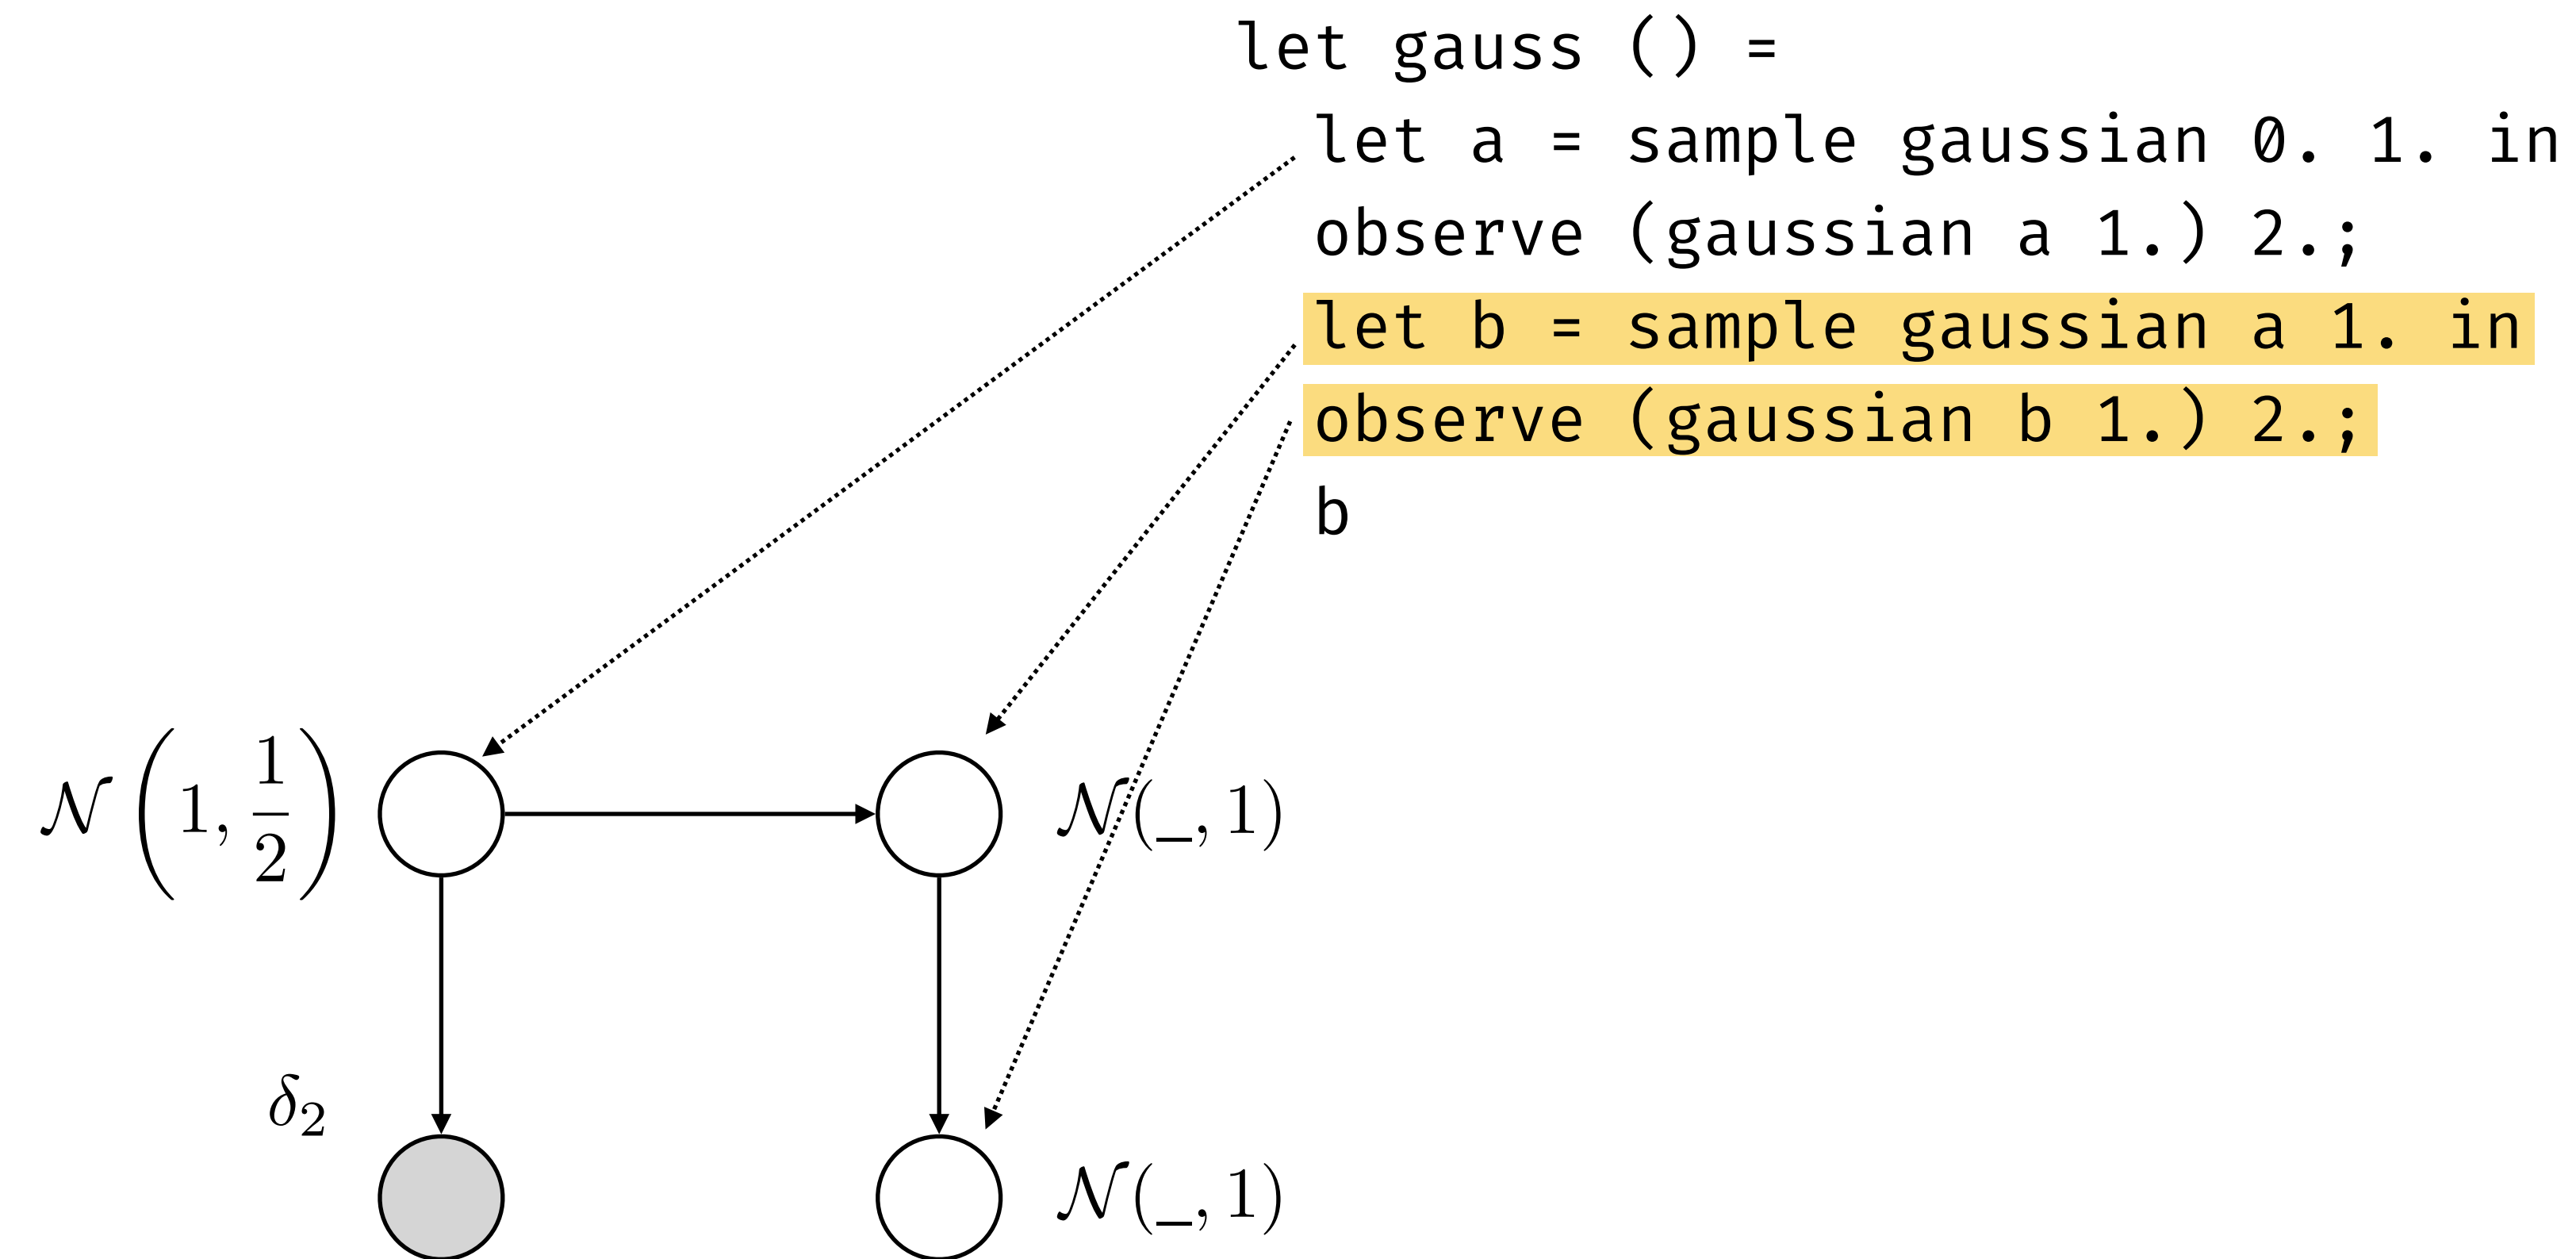 let gauss () =
let a = sample gaussian 0. 1. in
observe (gaussian a 1.) 2.;
let b = sample gaussian a 1. in
observe (gaussian b 1.) 2.;
b
𝒩(1, 1/2)
𝒩(_, 1)
δ₂
𝒩(_, 1)